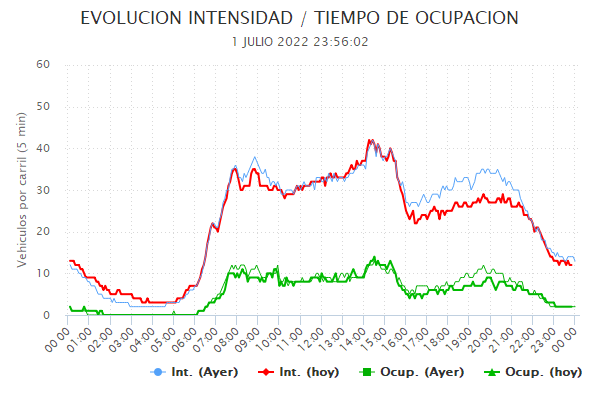 EVOLUCION INTENSIDAD / TIEMPO DE OCUPACION
1 JULIO 2022 23:56:02
Vehiculos por carril (5 min)
60
50
40
30
20
10
0
00:00 01:00 02:00 03:00 04:00 05:00 06:00 07:00 08:00 09:00 10:00 11:00 12:00 13:00 14:00 15:00 16:00 17:00 18:00 19:00 20:00 21:00 22:00 23:00 00:00
Int. (Ayer) Int. (hoy) Ocup. (Ayer) Ocup. (hoy)